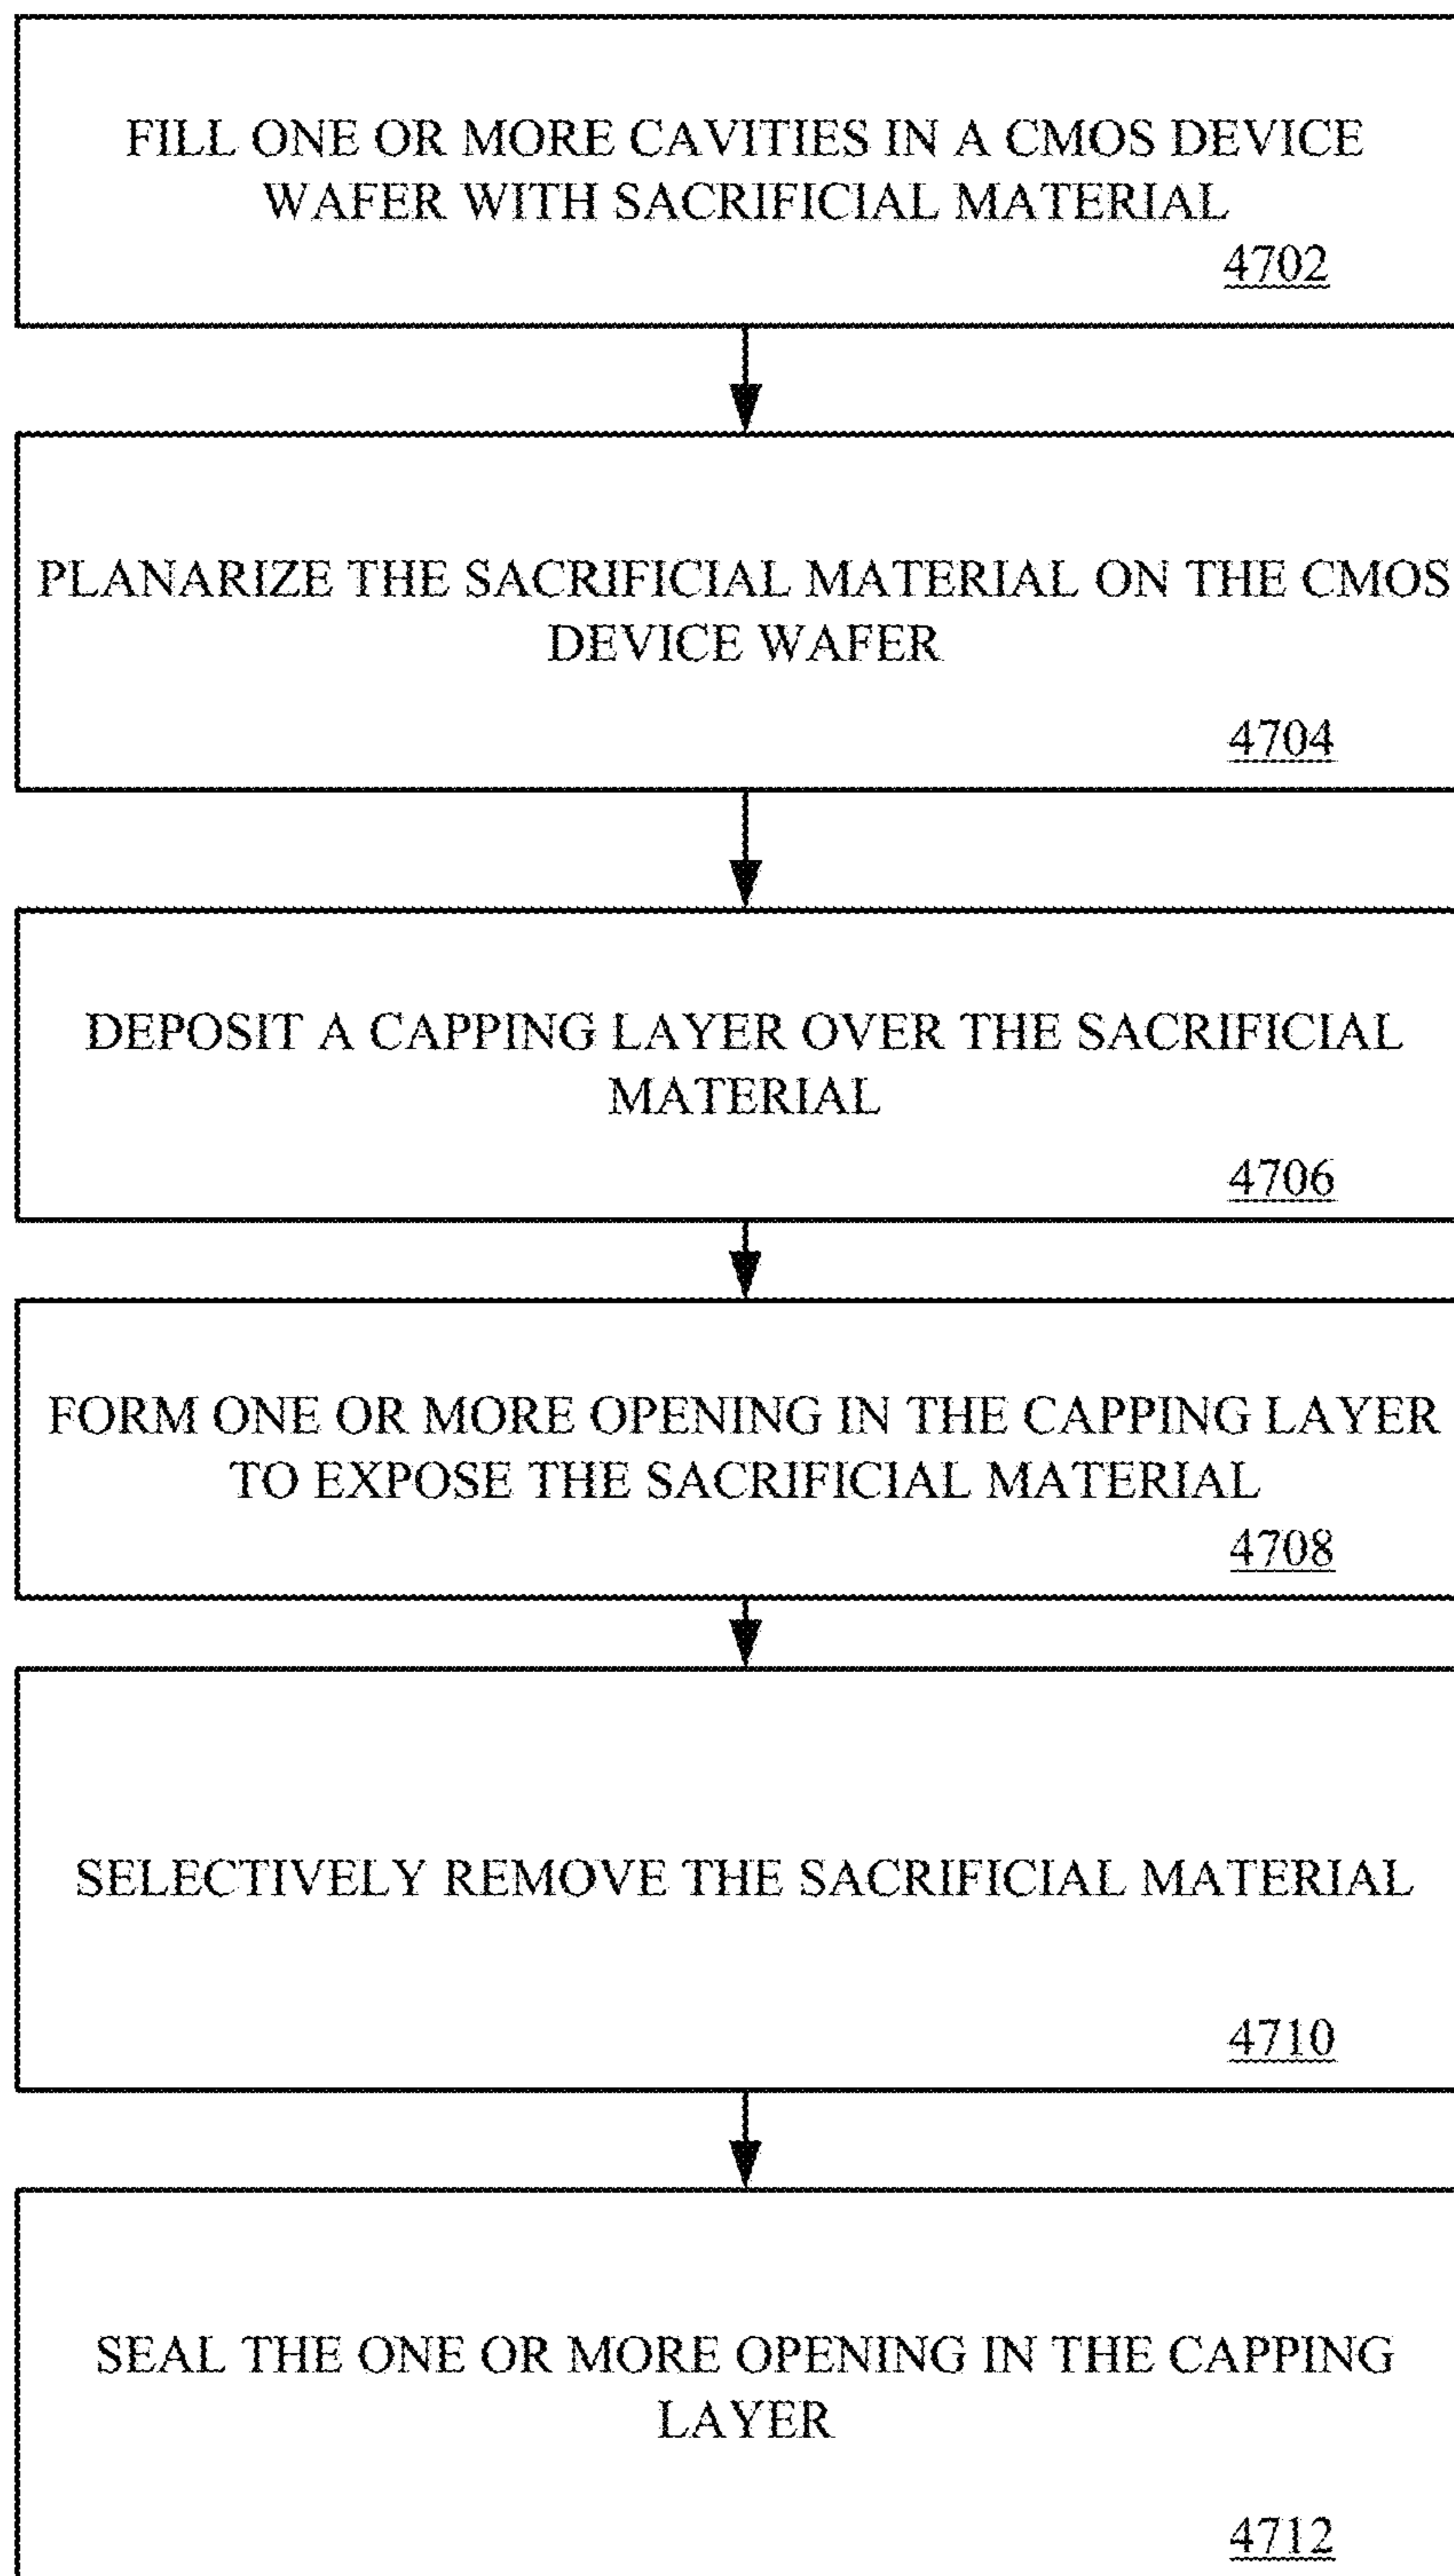 FILL ONE OR MORE CAVITIES IN A CMOS DEVICE
WAFER WITH SACRIFICIAL MATERIAL
4702
PLANARIZE THE SACRIFICIAL MATERIAL ON THE CMOS
DEVICE WAFER
4704
DEPOSIT A CAPPING LAYER OVER THE SACRIFICIAL
MATERIAL
4706
FORM ONE OR MORE OPENING IN THE CAPPING LAYER
TO EXPOSE THE SACRIFICIAL MATERIAL
4708
SELECTIVELY REMOVE THE SACRIFICIAL MATERIAL
4710
SEAL THE ONE OR MORE OPENING IN THE CAPPING
LAYER
4712